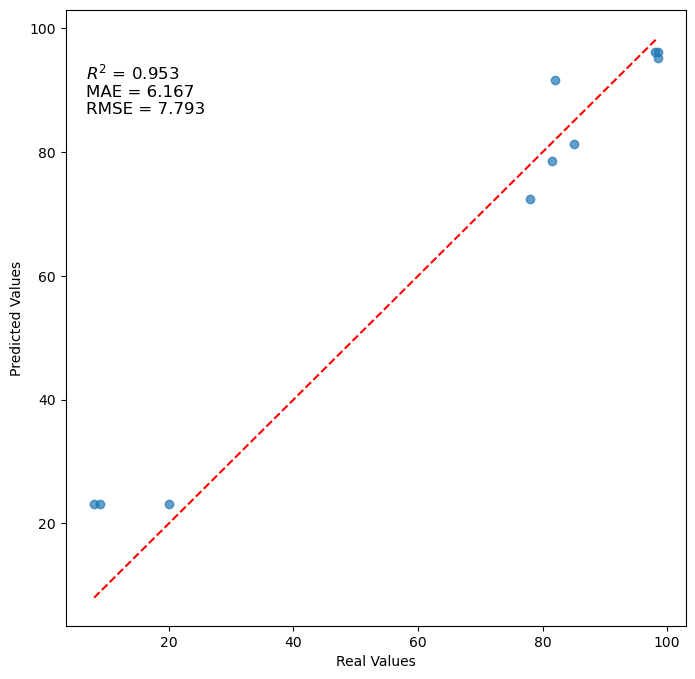 R² = 0.953
MAE = 6.167
RMSE = 7.793
100
80
60
40
20
Predicted Values
20 40 60 80 100
Real Values